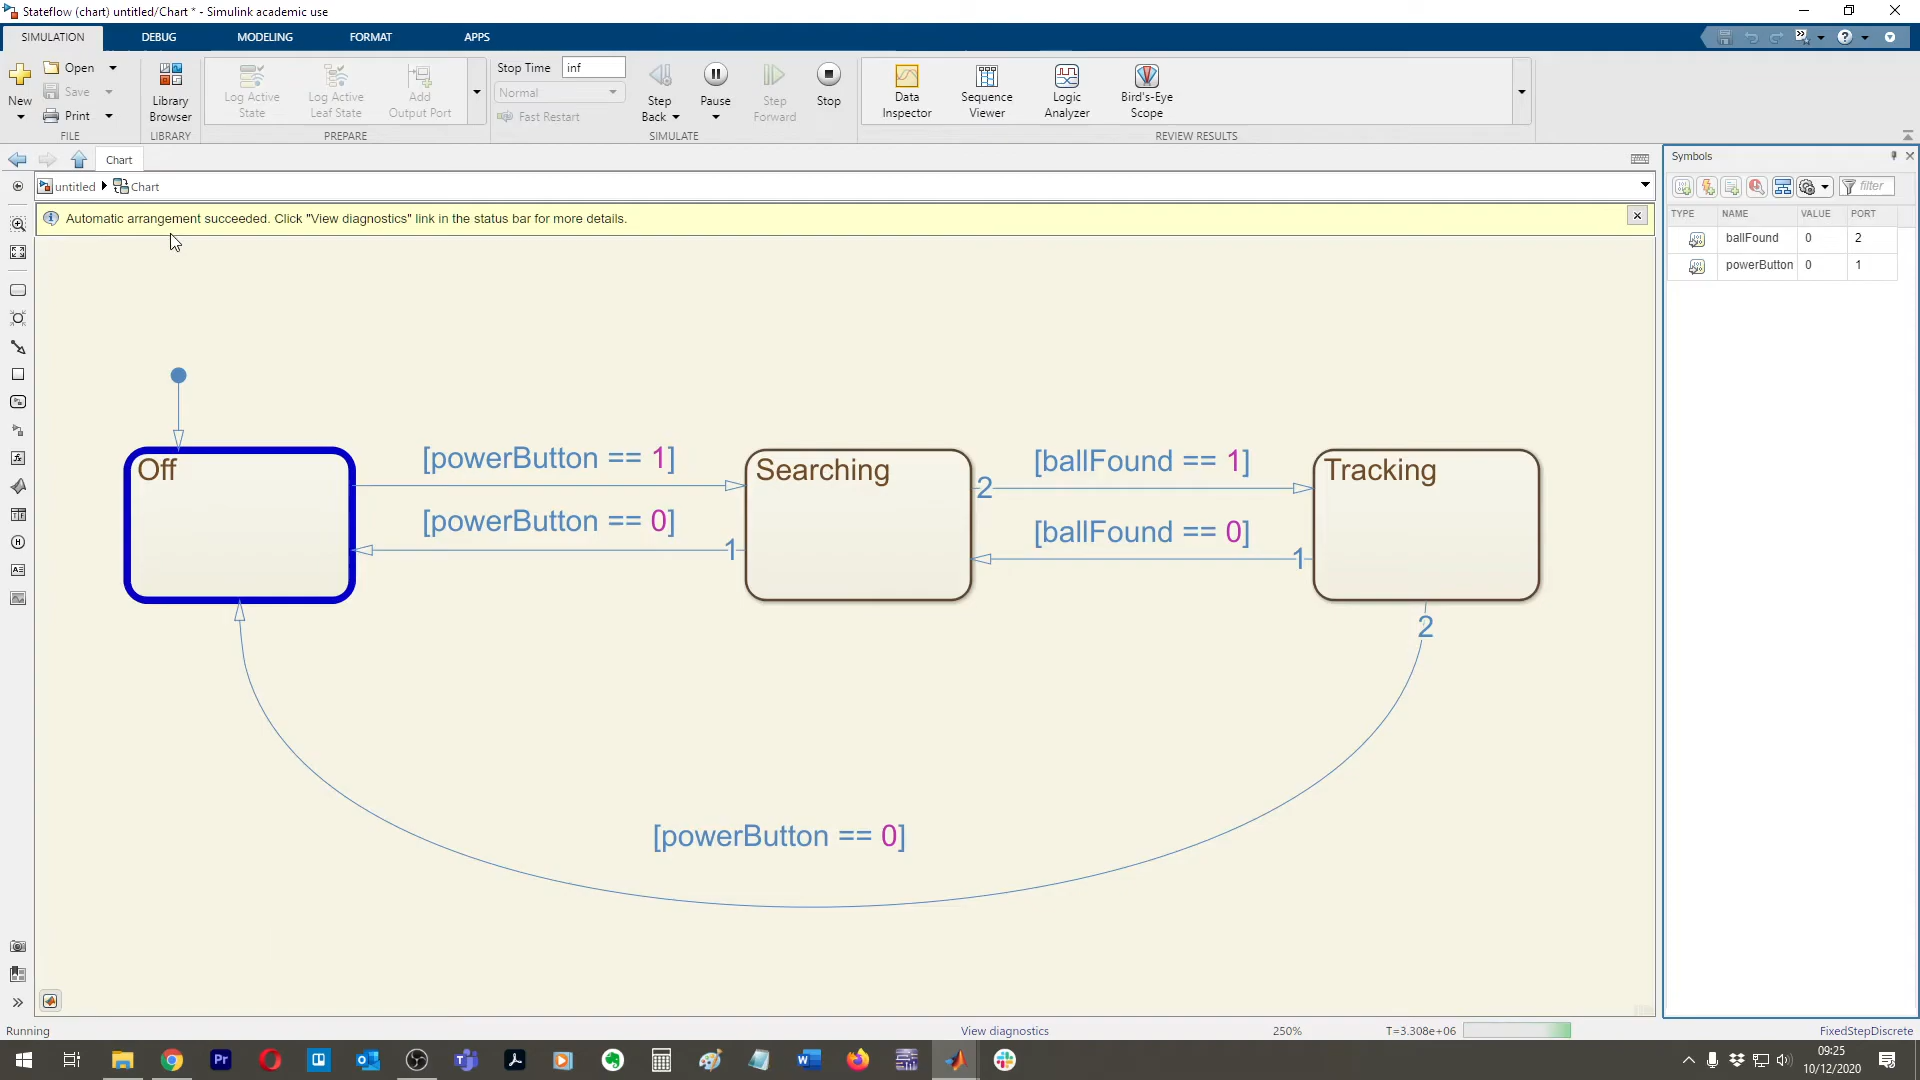 Stateflow (chart) untitled/Chart * - Simulink academic use
SIMULATION DEBUG MODELING FORMAT APPS
New
Open
Save
Print
FILE
Library Browser
LIBRARY
Log Active State
Log Active Leaf State
Add Output Port
PREPARE
Stop Time inf
Normal
Fast Restart
Step Back
Pause
Step Forward
Stop
SIMULATE
Data Inspector
Sequence Viewer
Logic Analyzer
Bird's-Eye Scope
REVIEW RESULTS
Chart
untitled Chart
Automatic arrangement succeeded. Click "View diagnostics" link in the status bar for more details.
Symbols
filter
TYPE NAME VALUE PORT
ballFound 0 2
powerButton 0 1
Off
[powerButton == 1]
[powerButton == 0]
1
Searching
2
[ballFound == 1]
[ballFound == 0]
1
Tracking
2
[powerButton == 0]
Running
View diagnostics
250%
T=3.308e+06
FixedStepDiscrete
09:25
10/12/2020